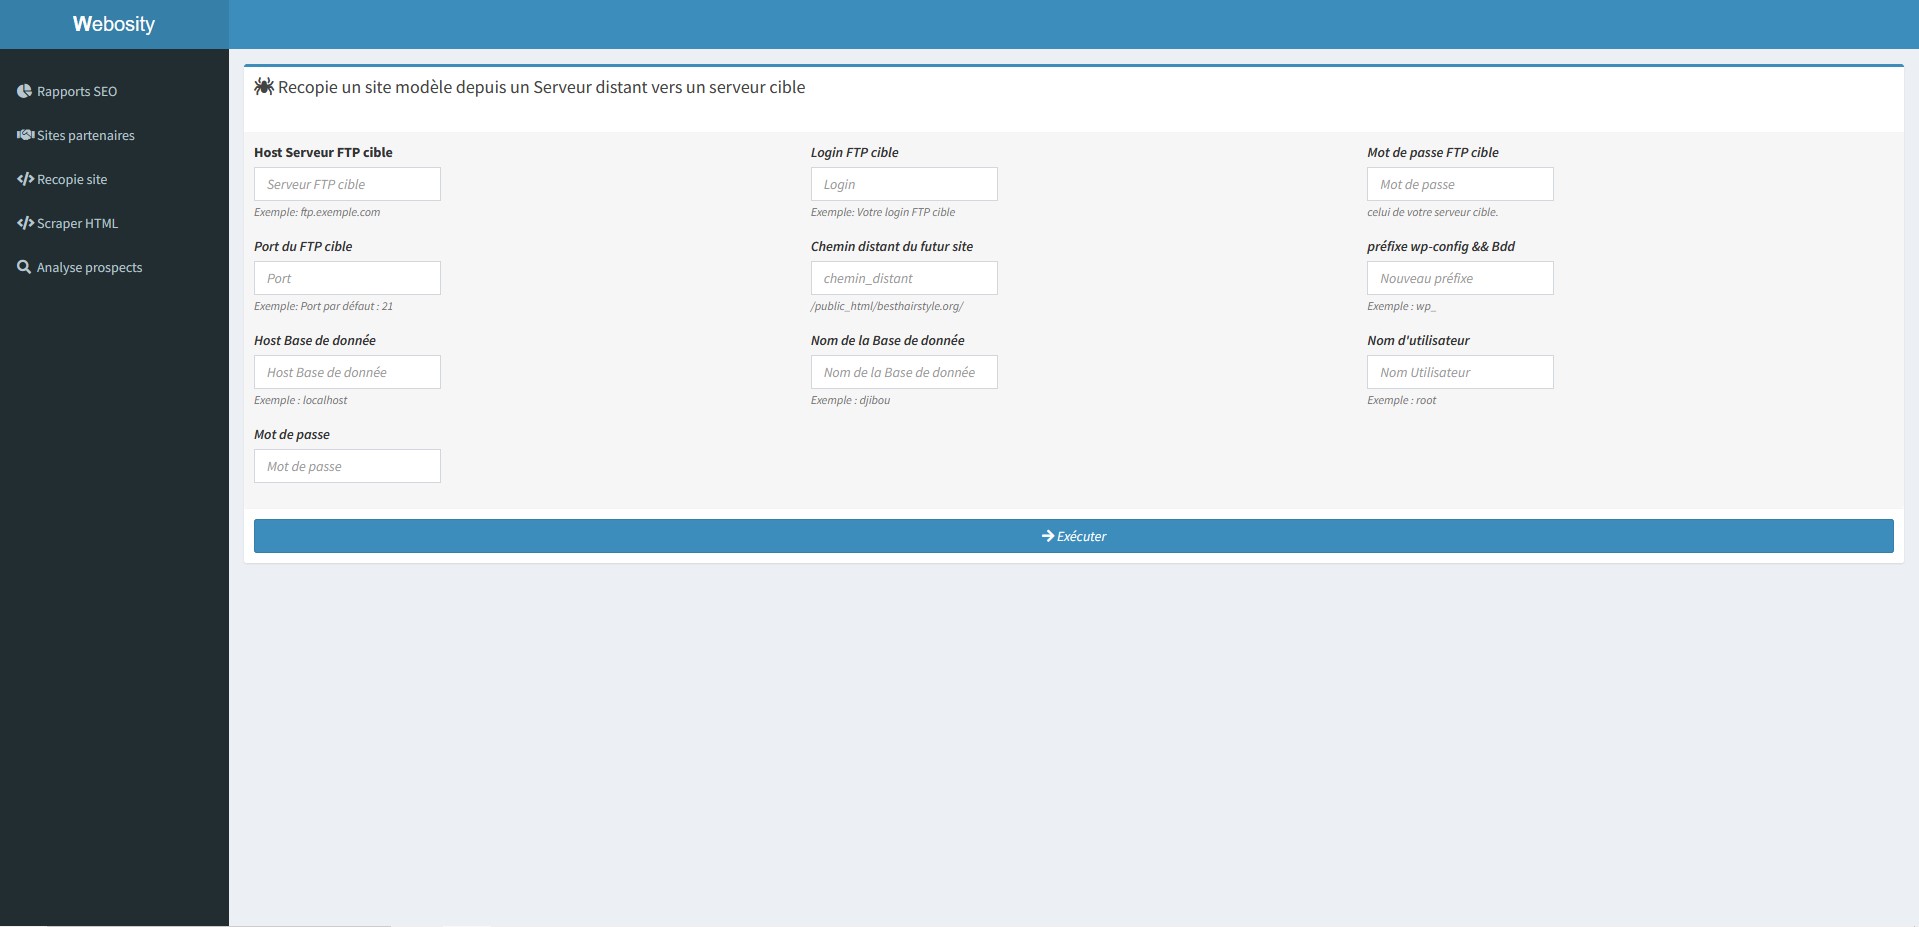 Webosity
Rapports SEO
Sites partenaires
Recopie site
Scraper HTML
Analyse prospects
Recopie un site modèle depuis un Serveur distant vers un serveur cible
Host Serveur FTP cible
Serveur FTP cible
Exemple: ftp.exemple.com
Login FTP cible
Login
Exemple: Votre login FTP cible
Mot de passe FTP cible
Mot de passe
celui de votre serveur cible.
Port du FTP cible
Port
Exemple: Port par défaut : 21
Chemin distant du futur site
chemin_distant
/public_html/besthairstyle.org/
préfixe wp-config && Bdd
Nouveau préfixe
Exemple : wp_
Host Base de donnée
Host Base de donnée
Exemple : localhost
Nom de la Base de donnée
Nom de la Base de donnée
Exemple : djibou
Nom d'utilisateur
Nom Utilisateur
Exemple : root
Mot de passe
Mot de passe
Exécuter